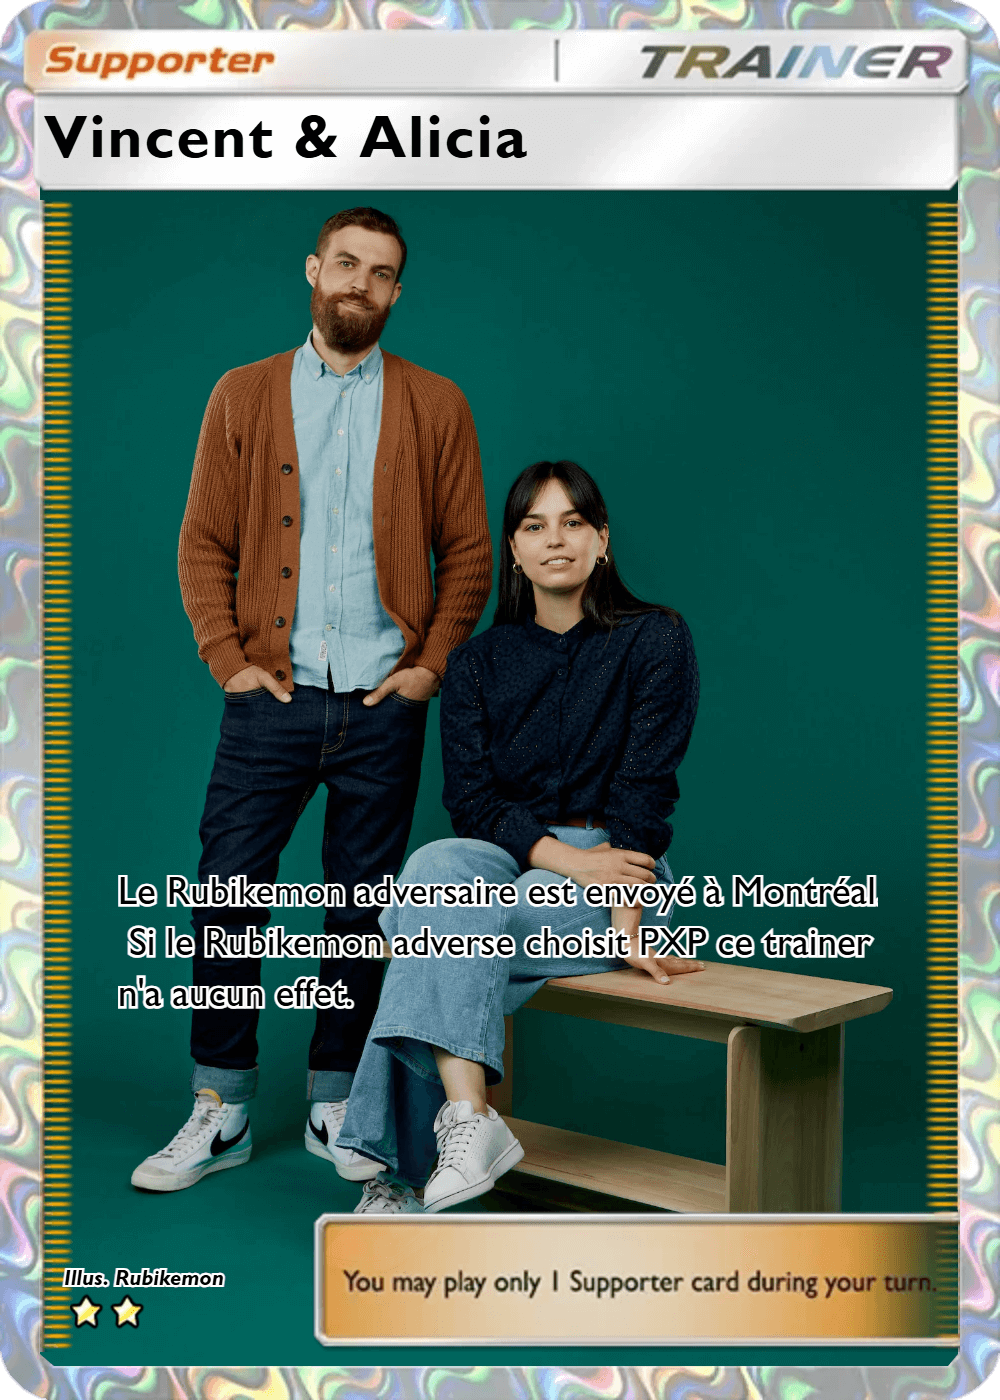 Supporter
TRAINER
Vincent & Alicia
Le Rubikemon adversaire est envoyé à Montréal
Si le Rubikemon adverse choisit PXP ce trainer
n'a aucun effet.
You may play only 1 Supporter card during your turn.
Illus. Rubikemon